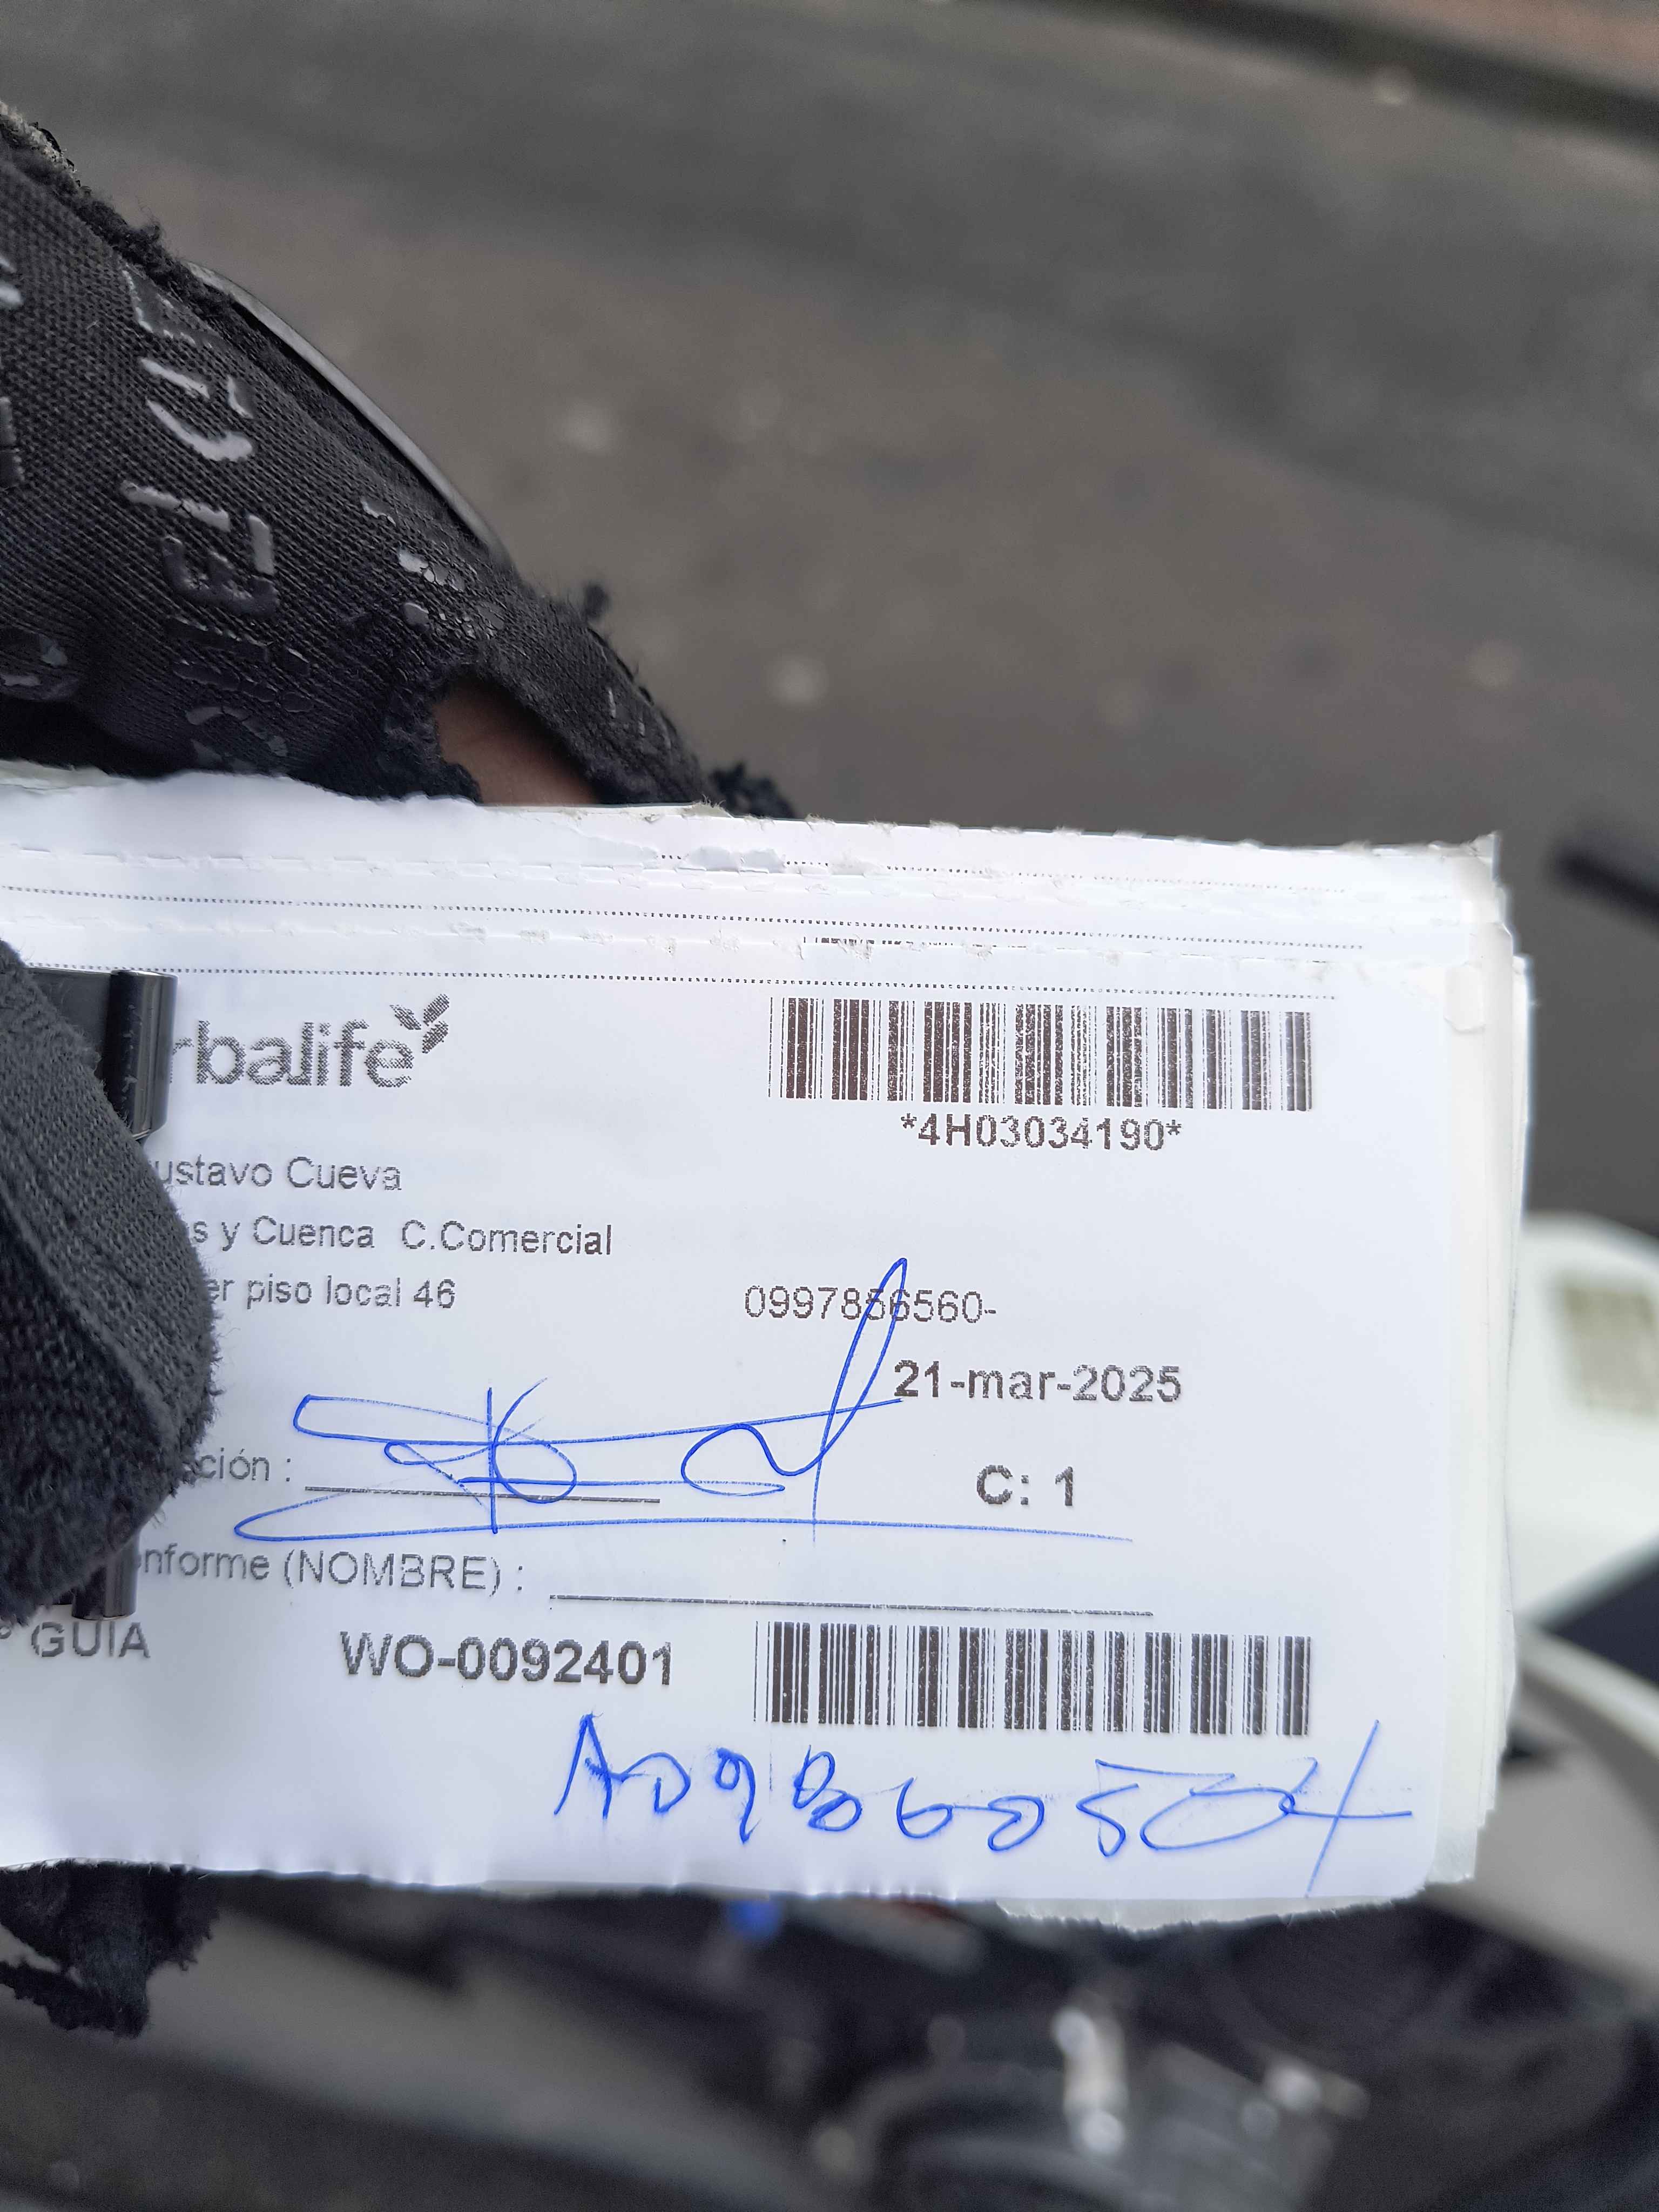 rbalife
*4H03034190*
ustavo Cueva
s y Cuenca C.Comercial
er piso local 46
0997856560-
21-mar-2025
ción :
C: 1
nforme (NOMBRE) :
GUIA
WO-0092401